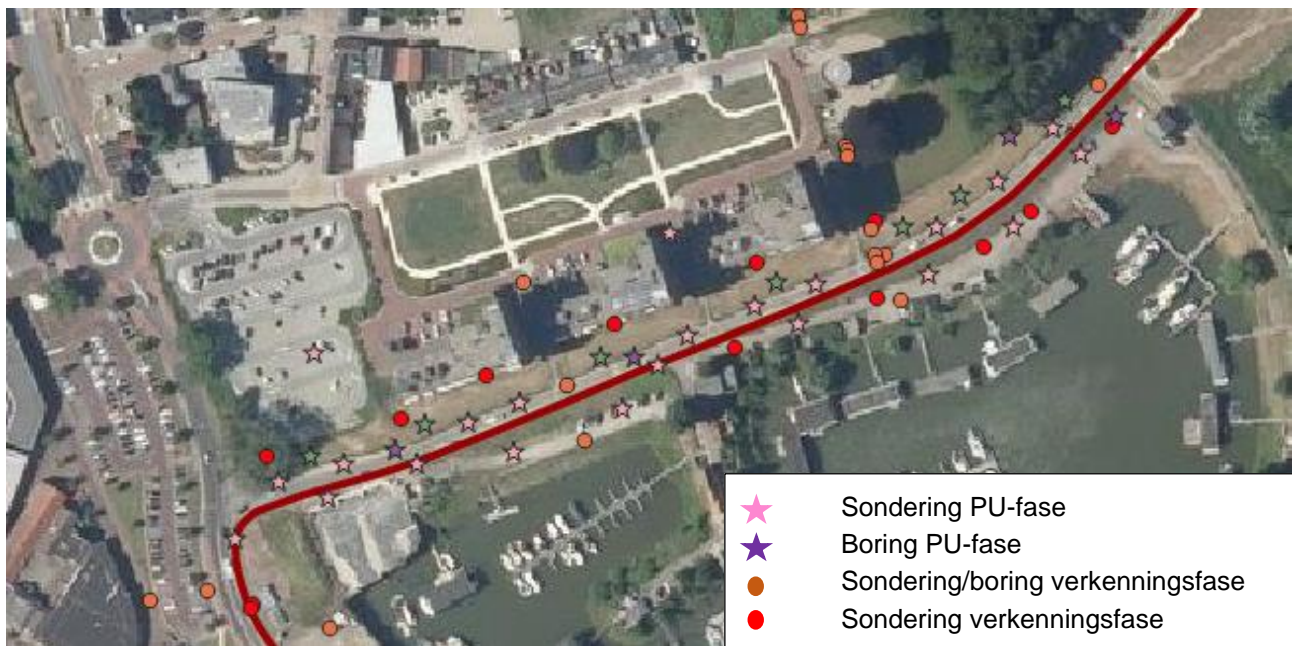 Sondering PU-fase
Boring PU-fase
Sondering/boring verkenningsfase
Sondering verkenningsfase